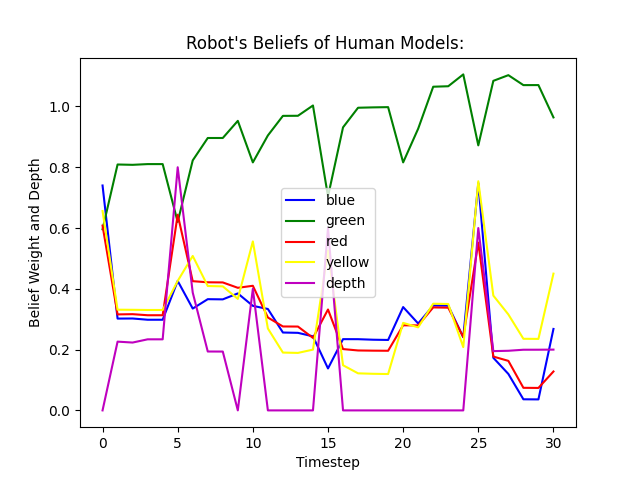 Robot's Beliefs of Human Models:
Belief Weight and Depth
1.0
0.8
0.6
0.4
0.2
0.0
blue
green
red
yellow
depth
0 5 10 15 20 25 30
Timestep